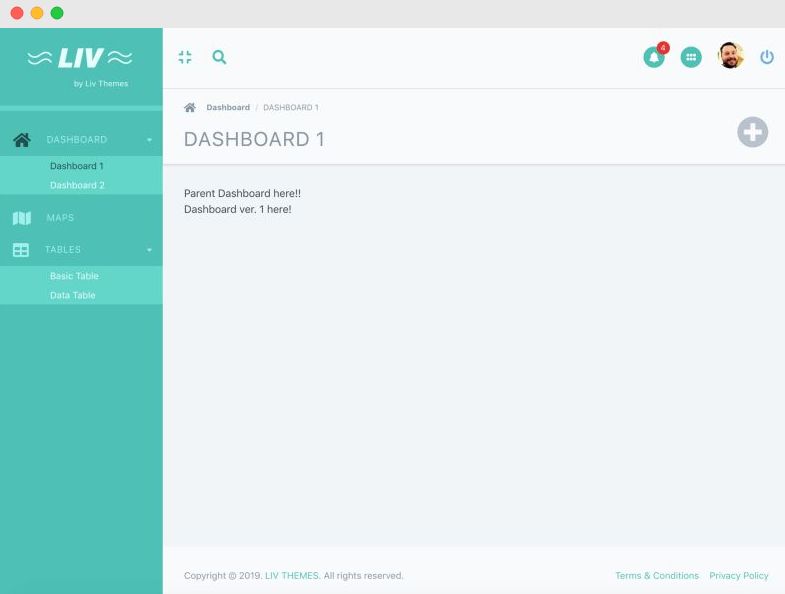 LIV
by Liv Themes
4
Dashboard / DASHBOARD 1
DASHBOARD 1
DASHBOARD
Dashboard 1
Dashboard 2
MAPS
TABLES
Basic Table
Data Table
Parent Dashboard here!!
Dashboard ver. 1 here!
Copyright © 2019. LIV THEMES. All rights reserved.
Terms & Conditions Privacy Policy